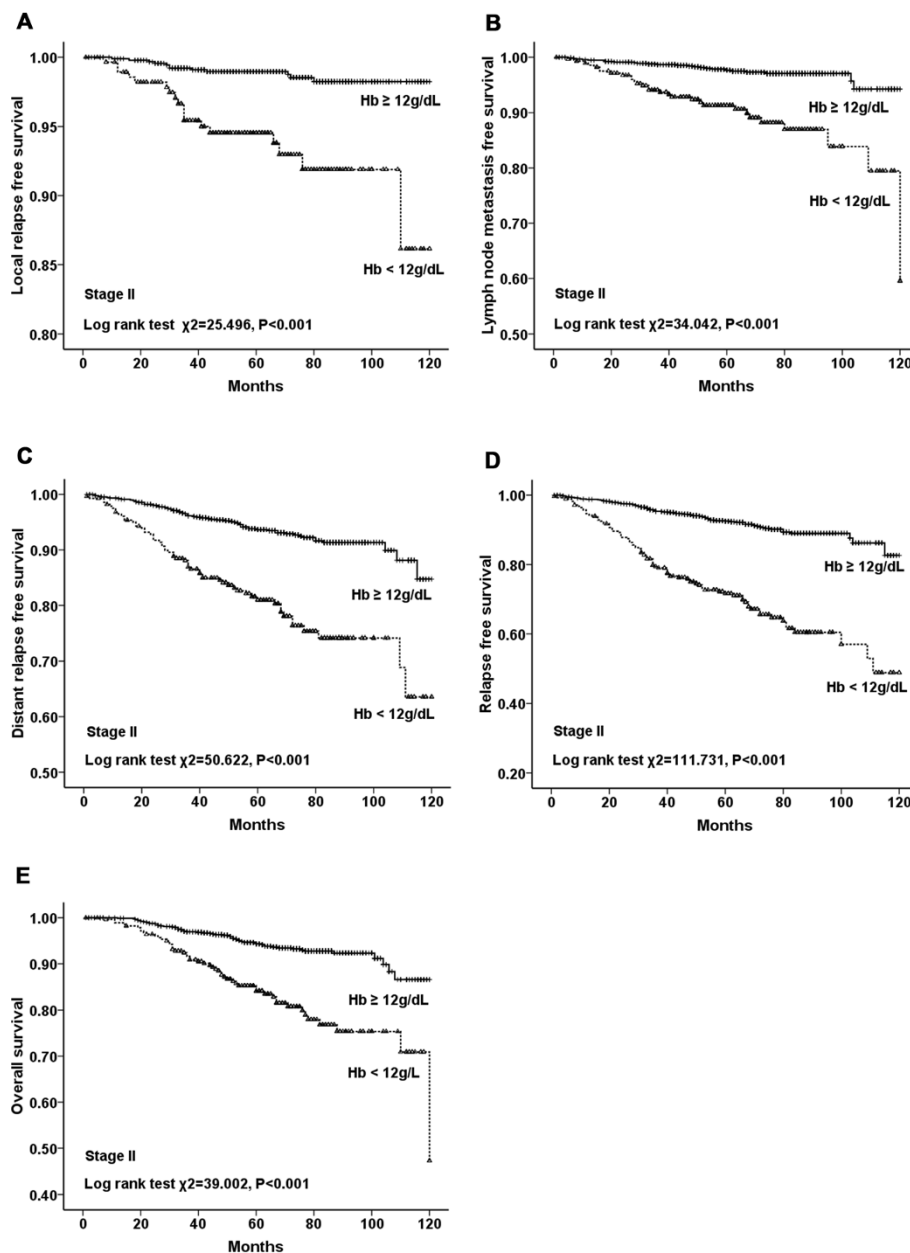 A
Local relapse free survival
1.00
0.95
0.90
0.85
0.80
Hb ≥ 12g/dL
Hb < 12g/dL
Stage II
Log rank test χ2=25.496, P<0.001
0 20 40 60 80 100 120
Months
B
Lymph node metastasis free survival
1.00
0.90
0.80
0.70
0.60
0.50
Hb ≥ 12g/dL
Hb < 12g/dL
Stage II
Log rank test χ2=34.042, P<0.001
0 20 40 60 80 100 120
Months
C
Distant relapse free survival
1.00
0.90
0.80
0.70
0.60
0.50
Hb ≥ 12g/dL
Hb < 12g/dL
Stage II
Log rank test χ2=50.622, P<0.001
0 20 40 60 80 100 120
Months
D
Relapse free survival
1.00
0.80
0.60
0.40
0.20
Hb ≥ 12g/dL
Hb < 12g/dL
Stage II
Log rank test χ2=111.731, P<0.001
0 20 40 60 80 100 120
Months
E
Overall survival
1.00
0.90
0.80
0.70
0.60
0.50
0.40
Hb ≥ 12g/dL
Hb < 12g/L
Stage II
Log rank test χ2=39.002, P<0.001
0 20 40 60 80 100 120
Months